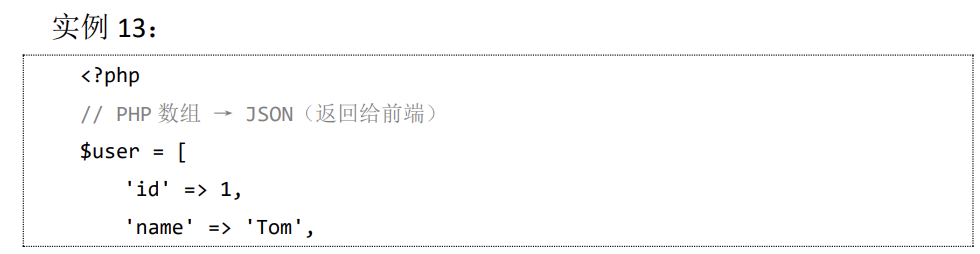 实例 13：
<?php
// PHP 数组 → JSON（返回给前端）
$user = [
    'id' => 1,
    'name' => 'Tom',